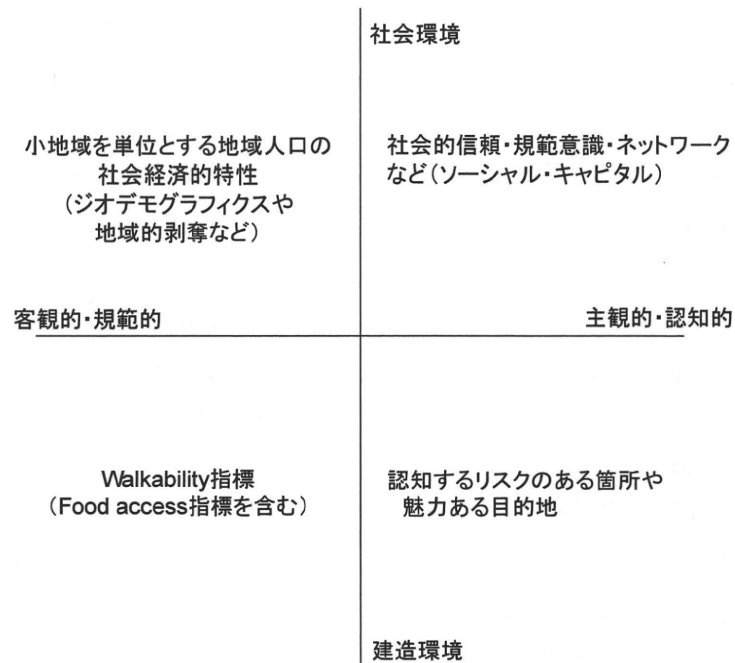 社会環境
小地域を単位とする地域人口の
社会経済的特性
（ジオデモグラフィクスや
地域的剥奪など）
社会的信頼・規範意識・ネットワーク
など（ソーシャル・キャピタル）
客観的・規範的
主観的・認知的
Walkability指標
（Food access指標を含む）
認知するリスクのある箇所や
魅力ある目的地
建造環境